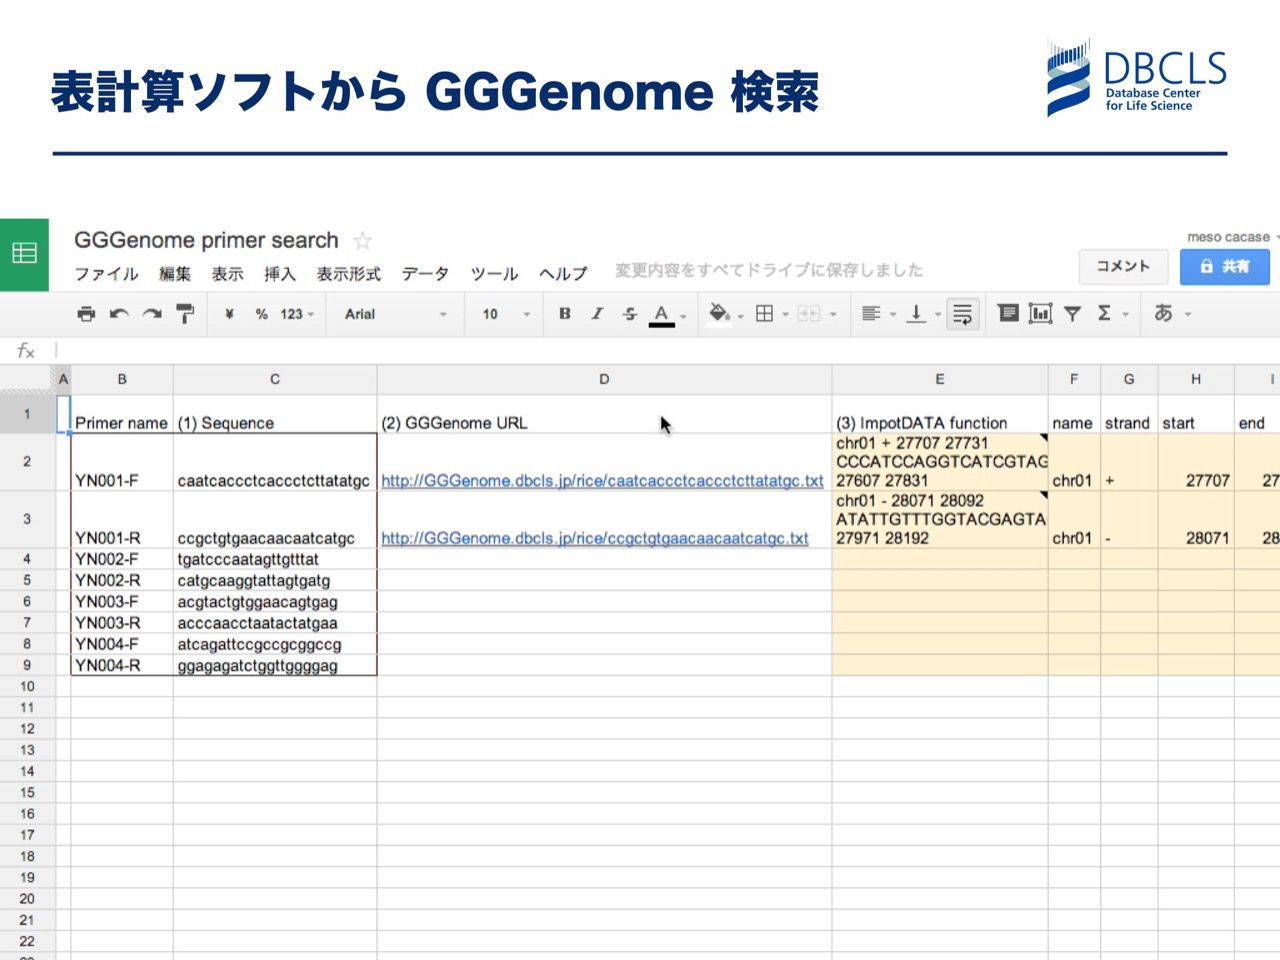 表計算ソフトから GGGenome 検索
DBCLS
Database Center
for Life Science
GGGenome primer search
meso cacase
ファイル 編集 表示 挿入 表示形式 データ ツール ヘルプ 変更内容をすべてドライブに保存しました
コメント 共有
¥ % 123 Arial 10 B I S A Σ あ
fx
A B C D E F G H I
1 Primer name (1) Sequence (2) GGGenome URL (3) ImpotDATA function name strand start end
chr01 + 27707 27731
CCCATCCAGGTCATCGTAG
2 YN001-F caatcaccctcaccctcttatatgc http://GGGenome.dbcls.jp/rice/caatcaccctcaccctcttatatgc.txt 27607 27831 chr01 + 27707 27
chr01 - 28071 28092
ATATTGTTTGGTACGAGTA
3 YN001-R ccgctgtgaacaacaatcatgc http://GGGenome.dbcls.jp/rice/ccgctgtgaacaacaatcatgc.txt 27971 28192 chr01 - 28071 28
4 YN002-F tgatcccaatagttgtttat
5 YN002-R catgcaaggtattagtgatg
6 YN003-F acgtactgtggaacagtgag
7 YN003-R acccaacctaatactatgaa
8 YN004-F atcagattccgccgcggccg
9 YN004-R ggagagatctggttggggag
10
11
12
13
14
15
16
17
18
19
20
21
22